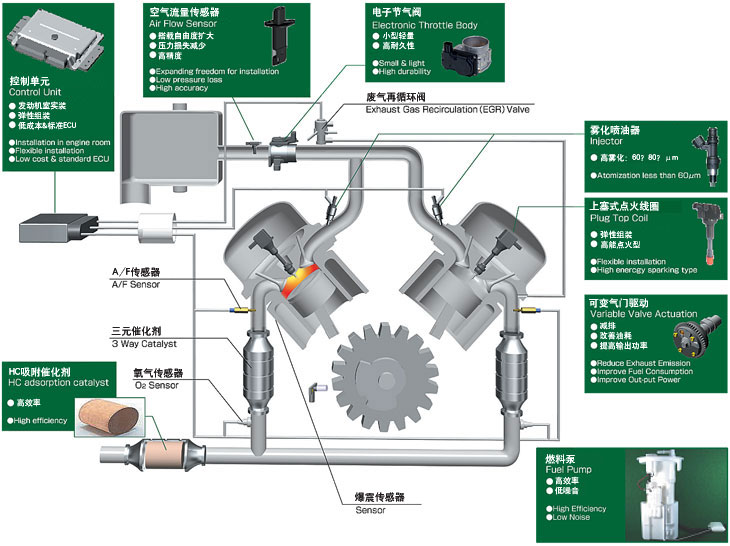 控制单元
Control Unit
● 发动机室实装
● 弹性组装
● 低成本&标准ECU
●Installation in engine room
●Flexible installation
●Low cost & standard ECU
空气流量传感器
Air Flow Sensor
● 搭载自由度扩大
● 压力损失减少
● 高精度
●Expanding freedom for installation
●Low pressure loss
●High accuracy
电子节气阀
Electronic Throttle Body
● 小型轻量
● 高耐久性
●Small & light
●High durability
废气再循环阀
Exhaust Gas Recirculation (EGR) Valve
雾化喷油器
Injector
● 高雾化：60？80？μm
●Atomization less than 60μm
上塞式点火线圈
Plug Top Coil
● 弹性组装
● 高能点火型
●Flexible installation
●High enercgy sparking type
可变气门驱动
Variable Valve Actuation
● 减排
● 改善油耗
● 提高输出功率
●Reduce Exhaust Emission
●Improve Fuel Consumption
●Improve Out-put Power
A/F传感器
A/F Sensor
三元催化剂
3 Way Catalyst
氧气传感器
O₂ Sensor
HC吸附催化剂
HC adsorption catalyst
● 高效率
●High efficiency
爆震传感器
Sensor
燃料泵
Fuel Pump
● 高效率
● 低噪音
●High Efficiency
●Low Noise